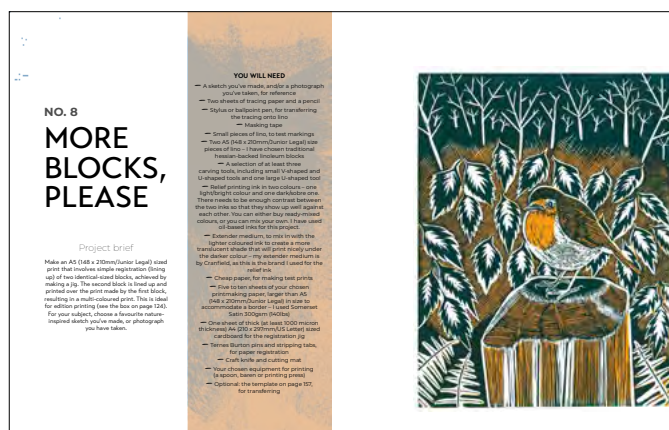 NO. 8
MORE
BLOCKS,
PLEASE
Project brief
Make an A5 (148 x 210mm/Junior Legal) sized
print that involves simple registration (lining
up) of two identical-sized blocks, achieved by
making a jig. The second block is lined up and
printed over the print made by the first block,
resulting in a multi-coloured print. This is ideal
for edition printing (see the box on page 124).
For your subject, choose a favourite nature-
inspired sketch you've made, or photograph
you have taken.
YOU WILL NEED
— A sketch you've made, and/or a photograph
you've taken, for reference
— Two sheets of tracing paper and a pencil
— Stylus or ballpoint pen, for transferring
the tracing onto lino
— Masking tape
— Small pieces of lino, to test markings
— Two A5 (148 x 210mm/Junior Legal) size
pieces of lino – I have chosen traditional
hessian-backed linoleum blocks
— A selection of at least three
carving tools, including small V-shaped and
U-shaped tools and one large U-shaped tool
— Relief printing ink in two colours – one
light/bright colour and one dark/sobre one.
There needs to be enough contrast between
the two inks so that they show up well against
each other. You can either buy ready-mixed
colours, or you can mix your own. I have used
oil-based inks for this project.
— Extender medium, to mix in with the
lighter coloured ink to create a more
translucent shade that will print nicely under
the darker colour – my extender medium is
by Cranfield, as this is the brand I used for the
relief ink
— Cheap paper, for making test prints
— Five to ten sheets of your chosen
printmaking paper, larger than A5
(148 x 210mm/Junior Legal) in size to
accommodate a border – I used Somerset
Satin 300gsm (140lbs)
— One sheet of thick (at least 1000 micron
thickness) A4 (210 x 297mm/US Letter) sized
cardboard for the registration jig
— Ternes Burton pins and stripping tabs,
for paper registration
— Craft knife and cutting mat
— Your chosen equipment for printing
(a spoon, baren or printing press)
— Optional: the template on page 157,
for transferring